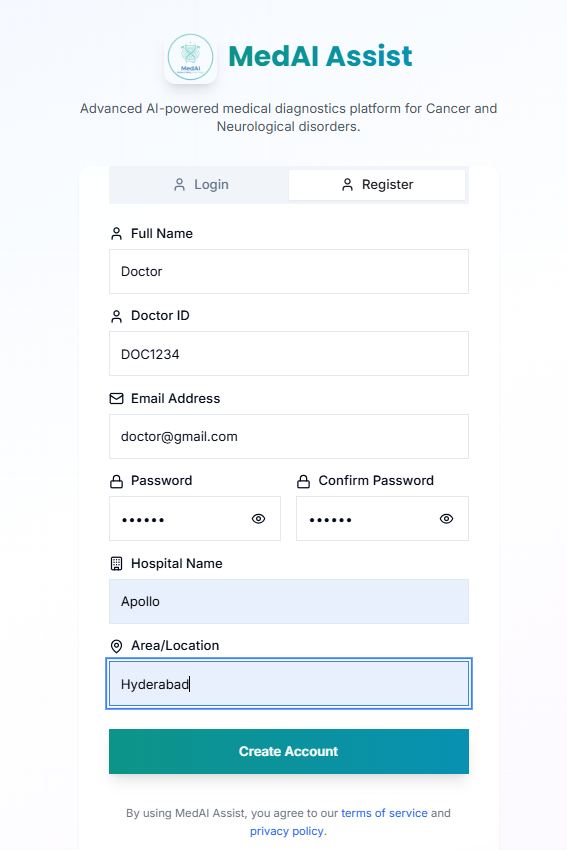 MedAI
MedAI Assist
Advanced AI-powered medical diagnostics platform for Cancer and
Neurological disorders.
Login
Register
Full Name
Doctor
Doctor ID
DOC1234
Email Address
doctor@gmail.com
Password
Confirm Password
••••••
••••••
Hospital Name
Apollo
Area/Location
Hyderabad
Create Account
By using MedAI Assist, you agree to our terms of service and
privacy policy.